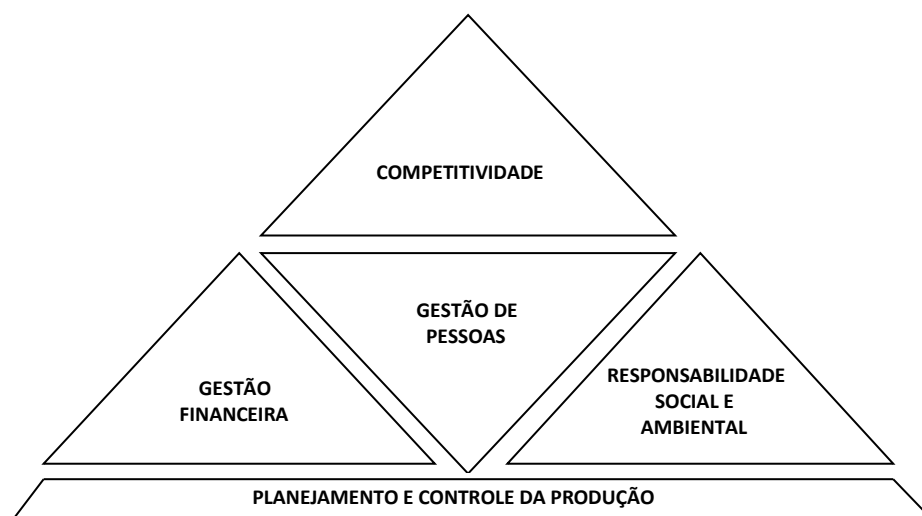 COMPETITIVIDADE
GESTÃO DE
PESSOAS
GESTÃO
FINANCEIRA
RESPONSABILIDADE
SOCIAL E
AMBIENTAL
PLANEJAMENTO E CONTROLE DA PRODUÇÃO